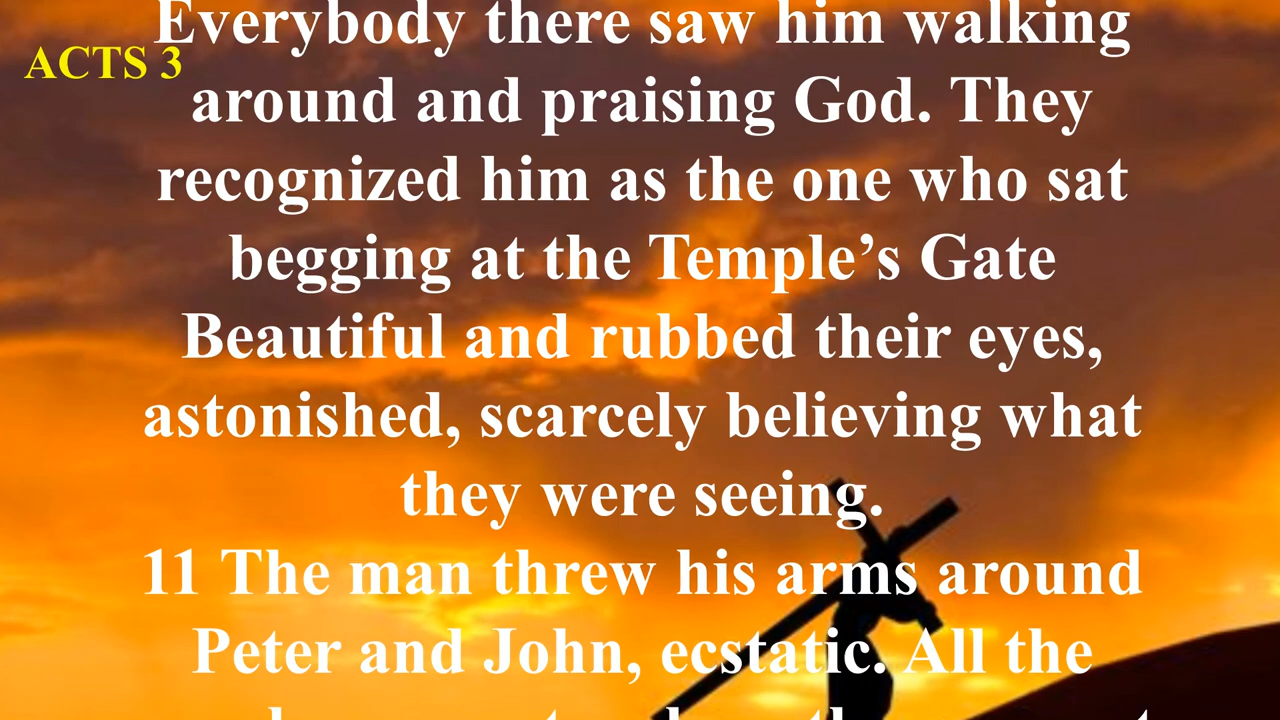 Everybody there saw him walking
ACTS 3
around and praising God. They
recognized him as the one who sat
begging at the Temple’s Gate
Beautiful and rubbed their eyes,
astonished, scarcely believing what
they were seeing.
11 The man threw his arms around
Peter and John, ecstatic. All the